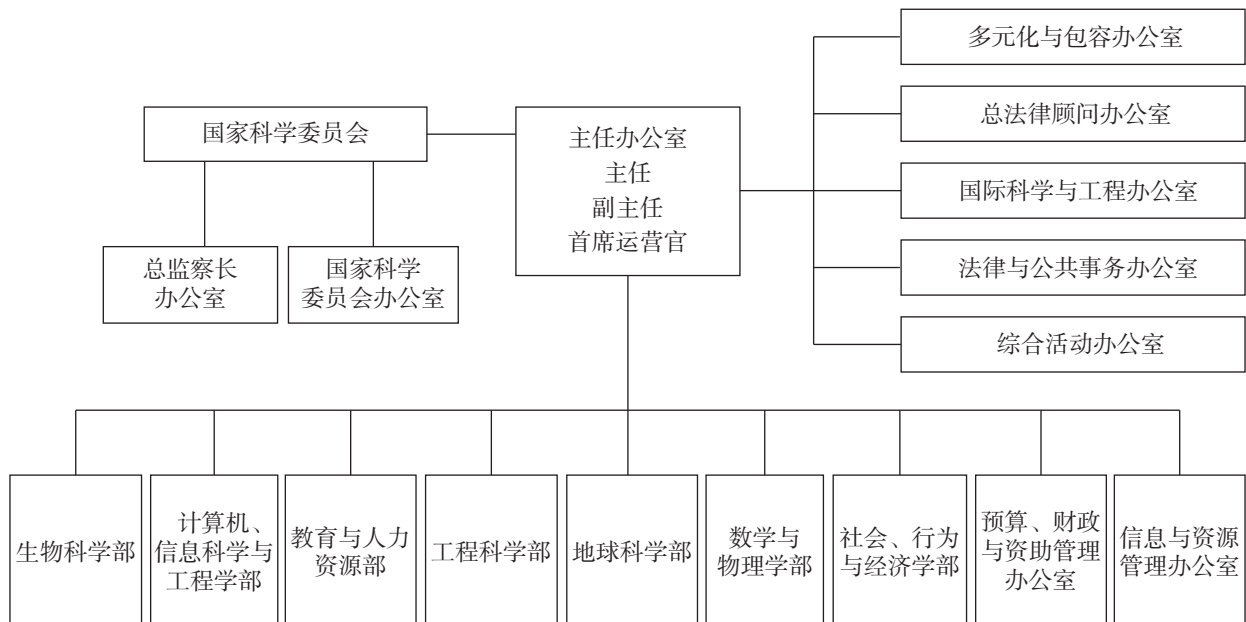 多元化与包容办公室
国家科学委员会
主任办公室
主任
副主任
首席运营官
总法律顾问办公室
国际科学与工程办公室
总监察长
办公室
国家科学
委员会办公室
法律与公共事务办公室
综合活动办公室
生物科学部
计算机、
信息科学与
工程学部
教育与人力
资源部
工程科学部
地球科学部
数学与
物理学部
社会、行为
与经济学部
预算、财政
与资助管理
办公室
信息与资源
管理办公室